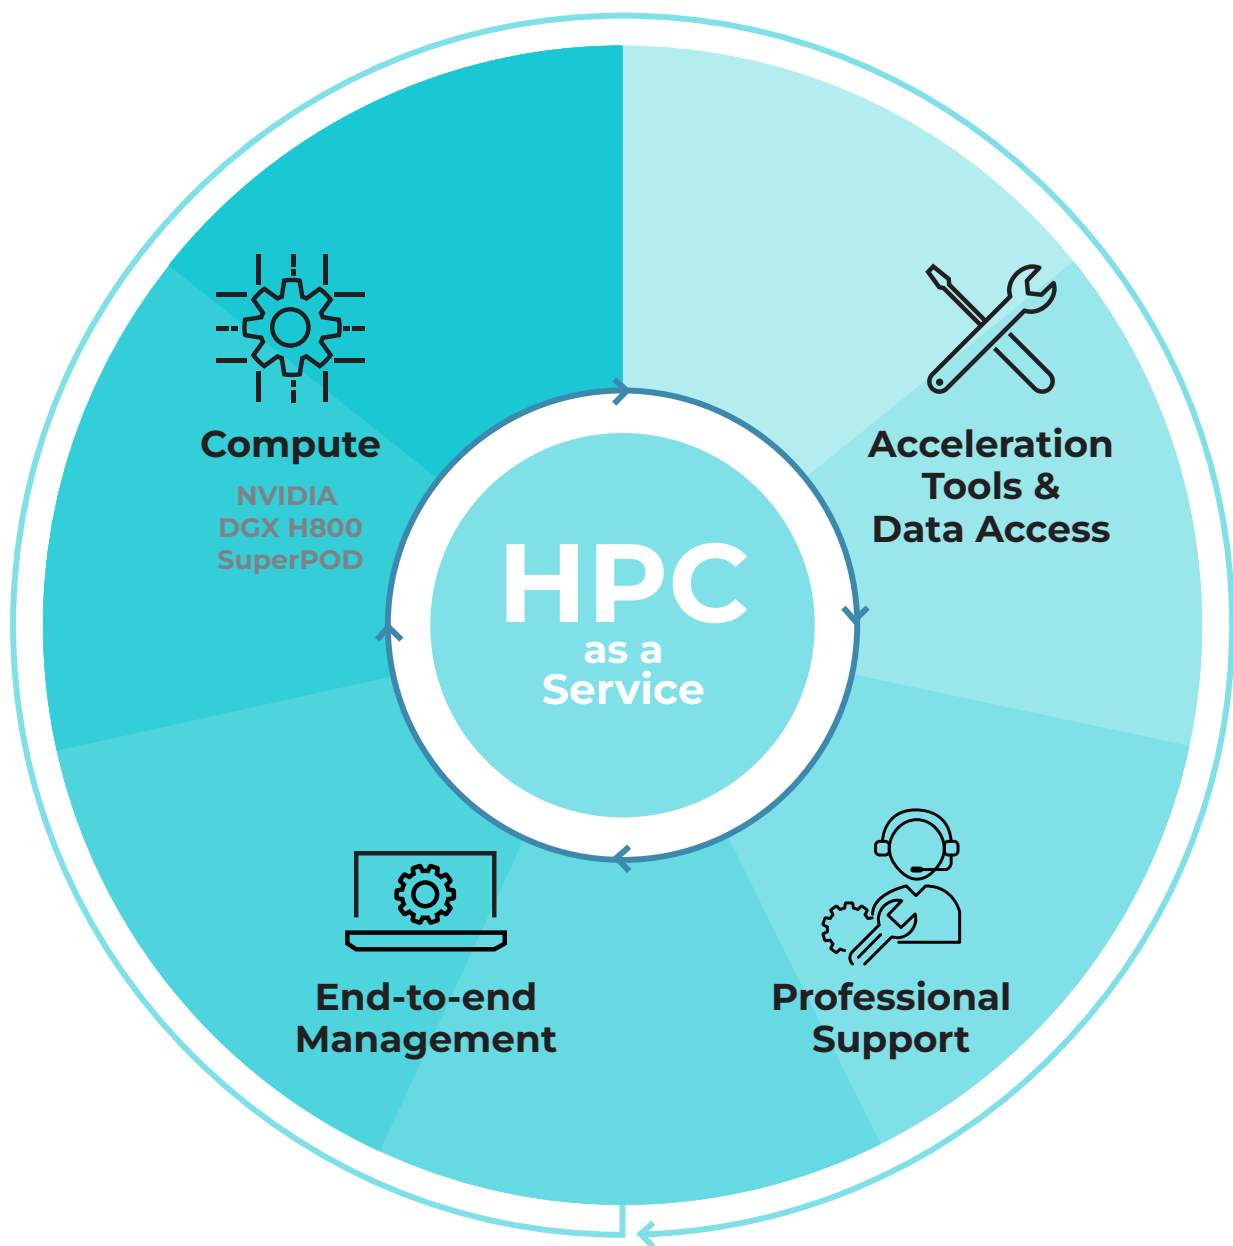 Compute
NVIDIA
DGX H800
SuperPOD
Acceleration
Tools &
Data Access
HPC
as a
Service
End-to-end
Management
Professional
Support